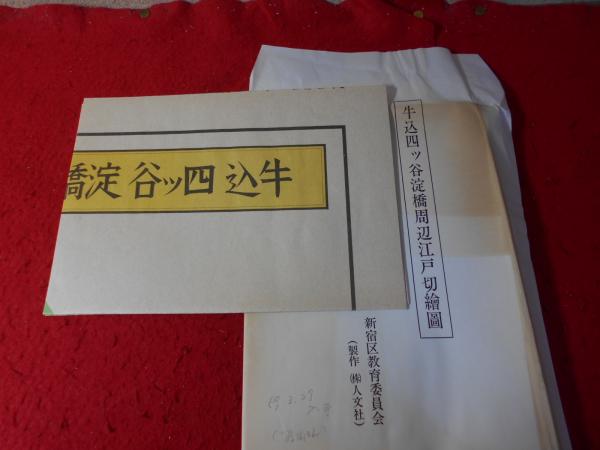 牛込 四ッ谷 淀橋
牛込四ッ谷淀橋周辺江戸切繪圖
新宿区教育委員会
(製作 ㈱人文社)